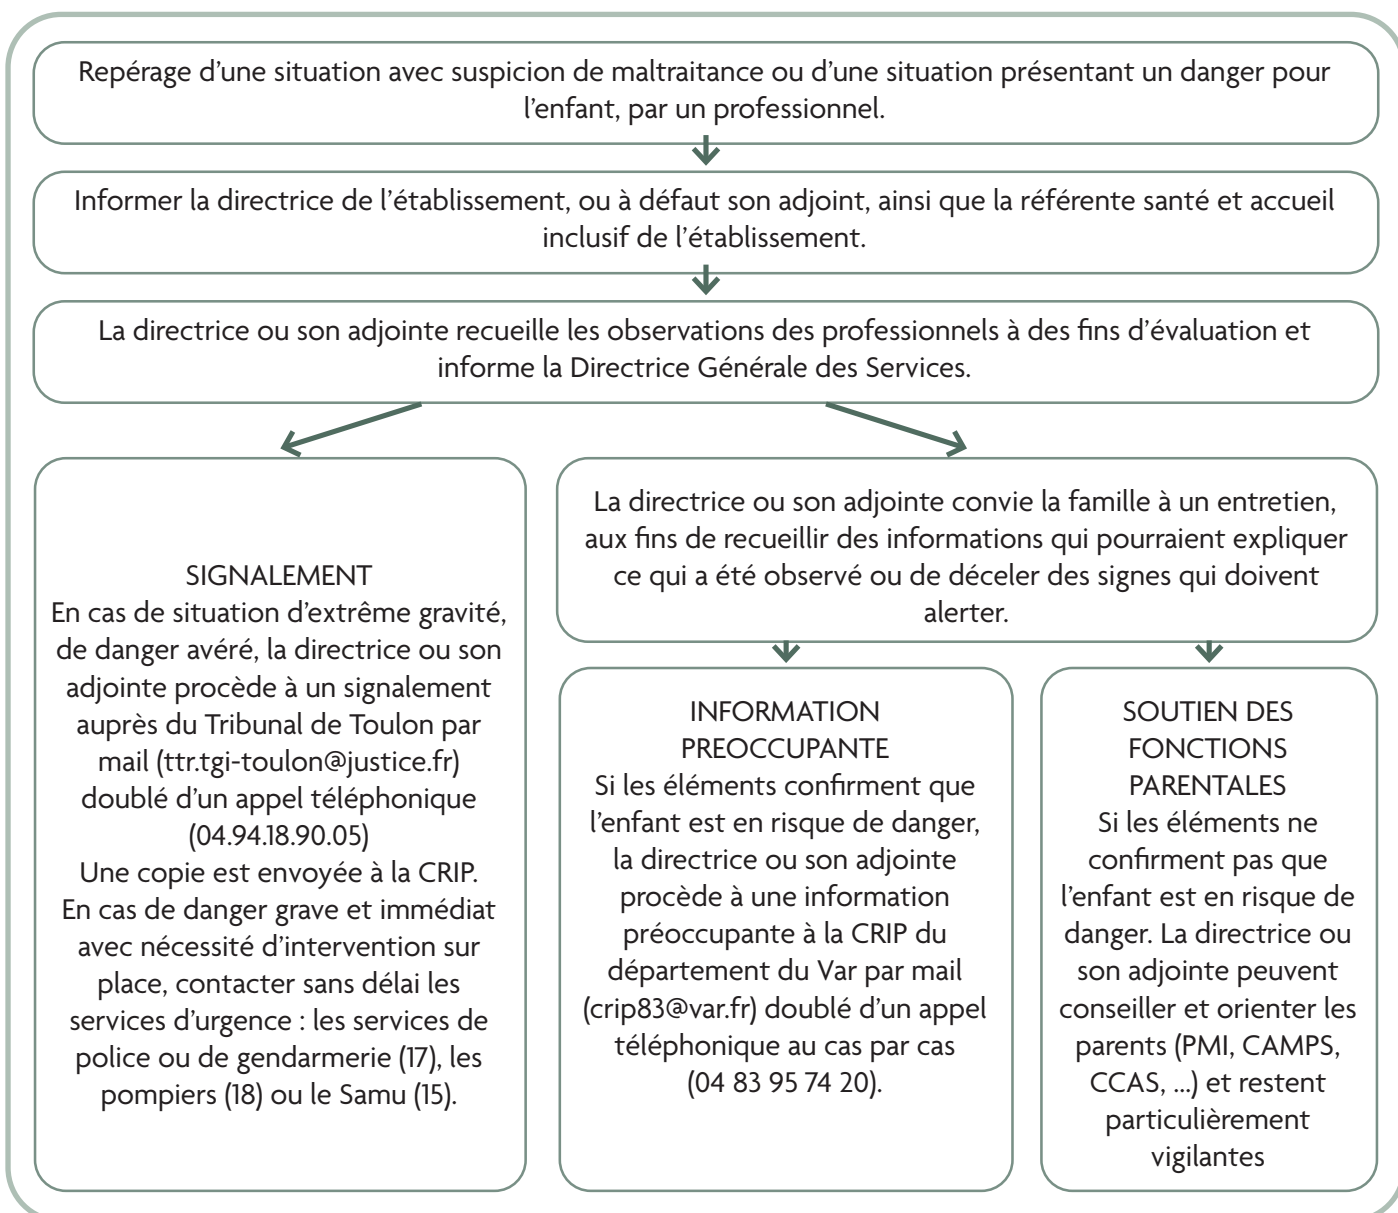 Repérage d'une situation avec suspicion de maltraitance ou d'une situation présentant un danger pour
l'enfant, par un professionnel.
Informer la directrice de l'établissement, ou à défaut son adjoint, ainsi que la référente santé et accueil
inclusif de l'établissement.
La directrice ou son adjointe recueille les observations des professionnels à des fins d'évaluation et
informe la Directrice Générale des Services.
SIGNALEMENT
En cas de situation d'extrême gravité,
de danger avéré, la directrice ou son
adjointe procède à un signalement
auprès du Tribunal de Toulon par
mail (ttr.tgi-toulon@justice.fr)
doublé d'un appel téléphonique
(04.94.18.90.05)
Une copie est envoyée à la CRIP.
En cas de danger grave et immédiat
avec nécessité d'intervention sur
place, contacter sans délai les
services d'urgence : les services de
police ou de gendarmerie (17), les
pompiers (18) ou le Samu (15).
La directrice ou son adjointe convie la famille à un entretien,
aux fins de recueillir des informations qui pourraient expliquer
ce qui a été observé ou de déceler des signes qui doivent
alerter.
INFORMATION
PREOCCUPANTE
Si les éléments confirment que
l'enfant est en risque de danger,
la directrice ou son adjointe
procède à une information
préoccupante à la CRIP du
département du Var par mail
(crip83@var.fr) doublé d'un appel
téléphonique au cas par cas
(04 83 95 74 20).
SOUTIEN DES
FONCTIONS
PARENTALES
Si les éléments ne
confirment pas que
l'enfant est en risque de
danger. La directrice ou
son adjointe peuvent
conseiller et orienter les
parents (PMI, CAMPS,
CCAS, ...) et restent
particulièrement
vigilantes